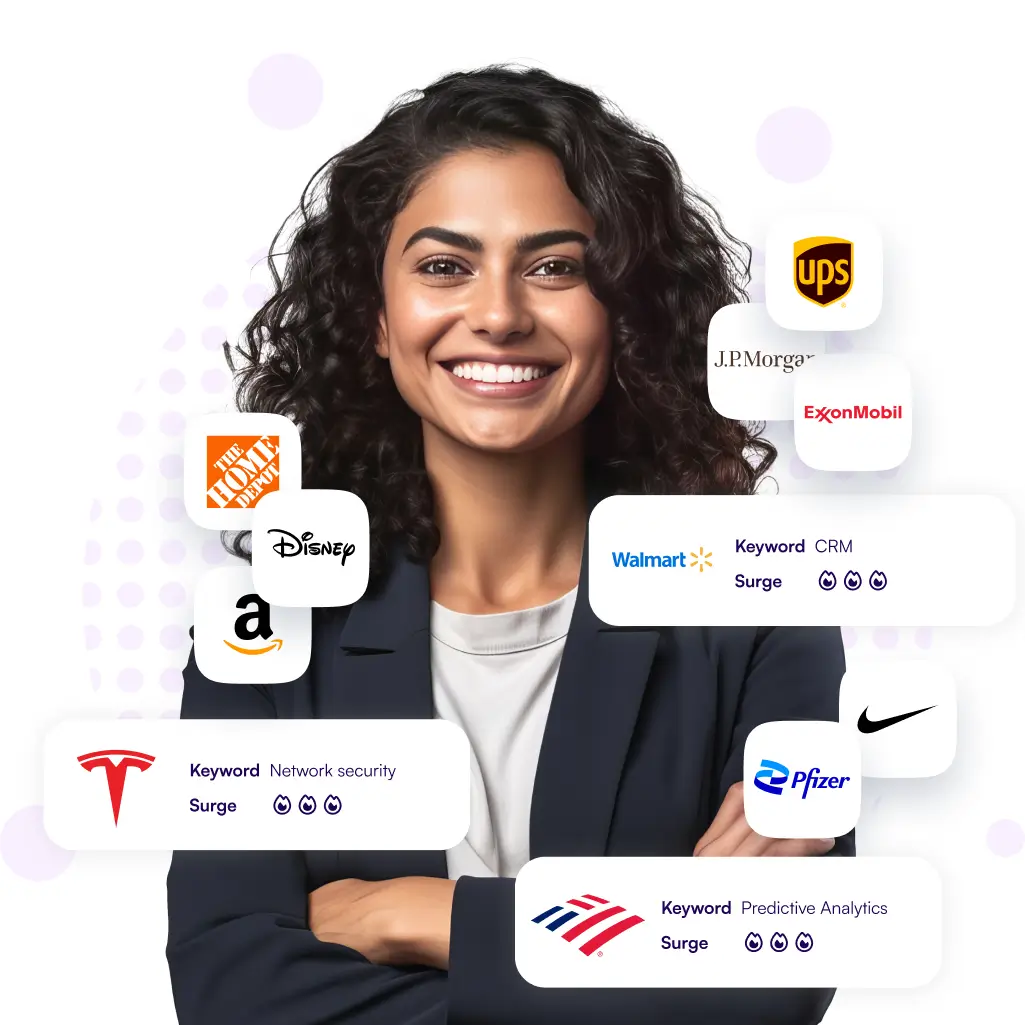 ups
J.P.Morgan
ExxonMobil
THE
HOME
DEPOT
Disney
a
Walmart
Keyword CRM
Surge
Keyword Network security
Surge
Pfizer
Keyword Predictive Analytics
Surge